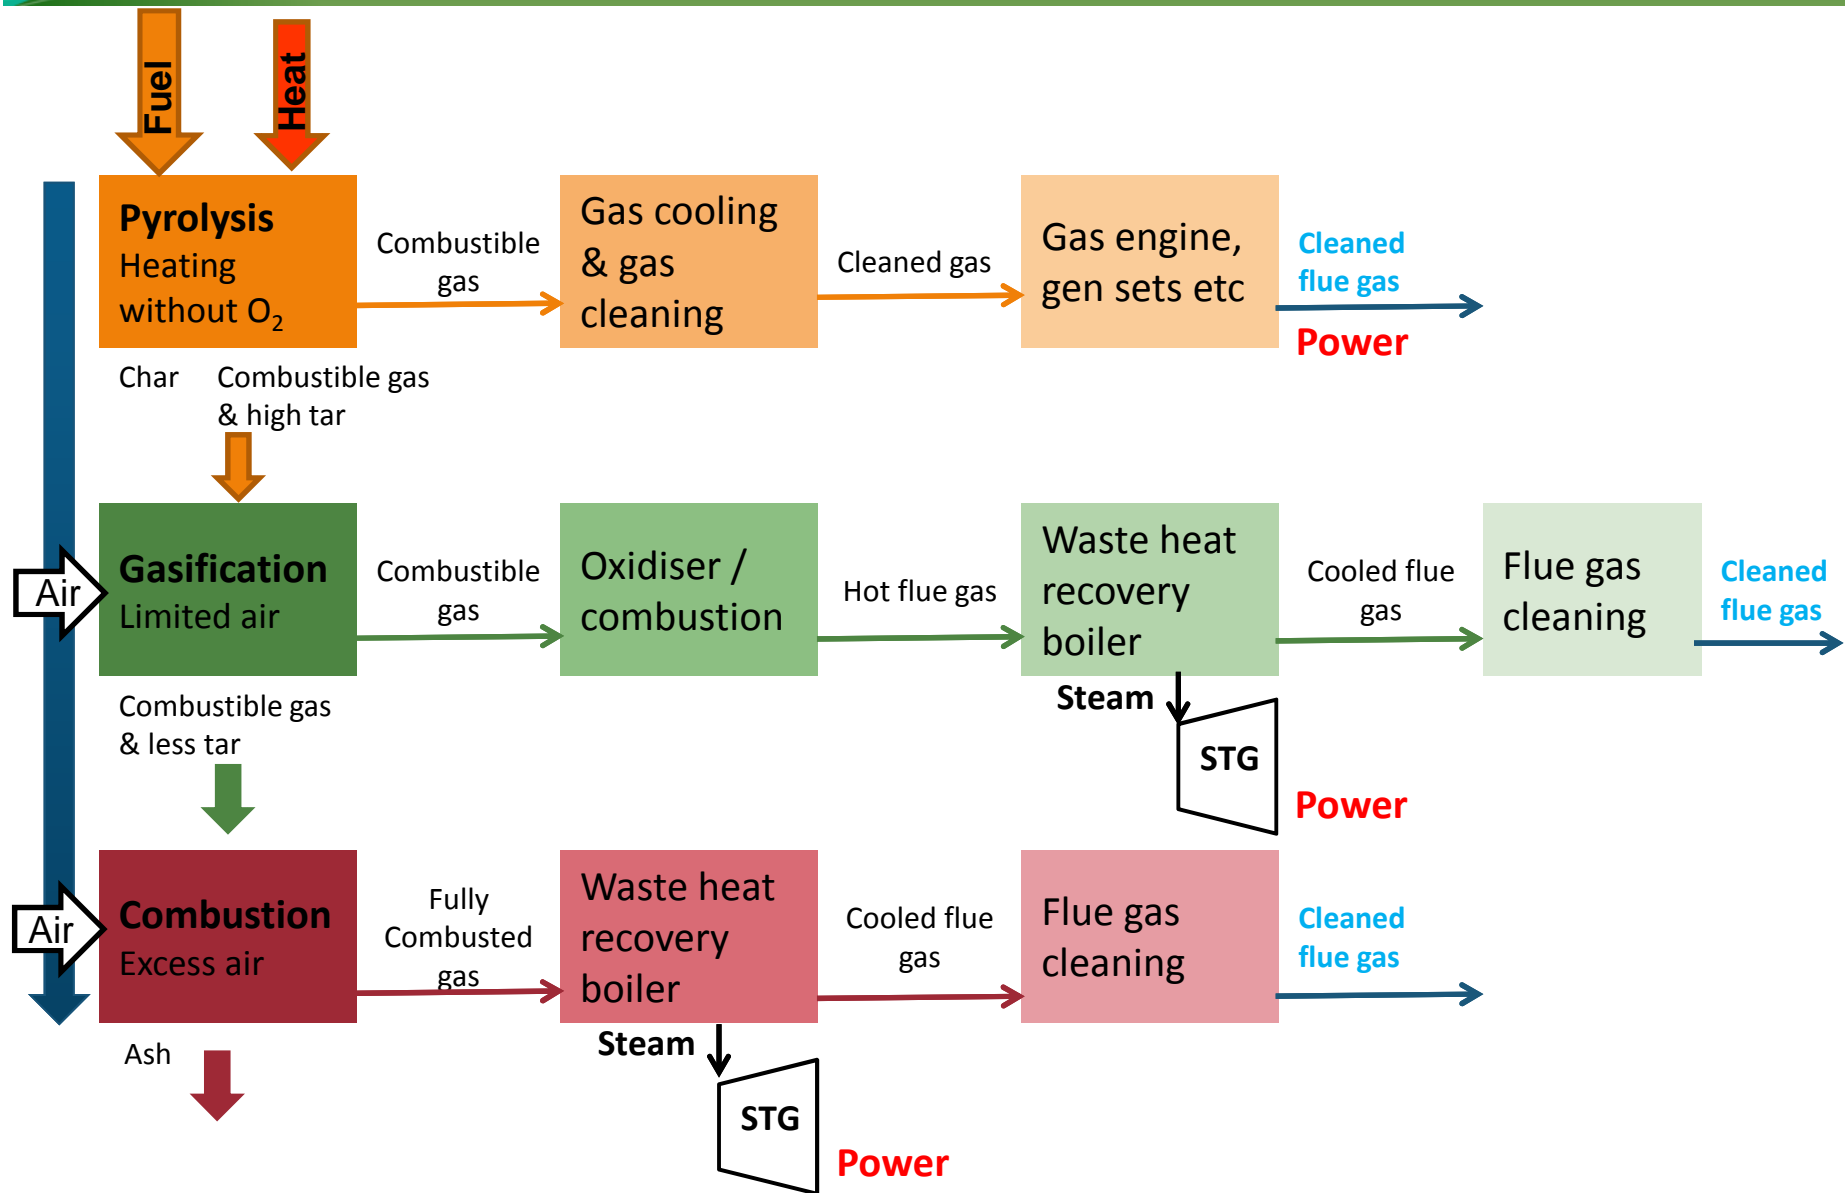 Fuel
Heat
Pyrolysis
Heating
without O₂
Combustible
gas
Gas cooling
& gas
cleaning
Cleaned gas
Gas engine,
gen sets etc
Cleaned
flue gas
Power
Char
Combustible gas
& high tar
Air
Gasification
Limited air
Combustible
gas
Oxidiser /
combustion
Hot flue gas
Waste heat
recovery
boiler
Cooled flue
gas
Flue gas
cleaning
Cleaned
flue gas
Steam
STG
Power
Combustible gas
& less tar
Air
Combustion
Excess air
Fully
Combusted
gas
Waste heat
recovery
boiler
Cooled flue
gas
Flue gas
cleaning
Cleaned
flue gas
Ash
Steam
STG
Power